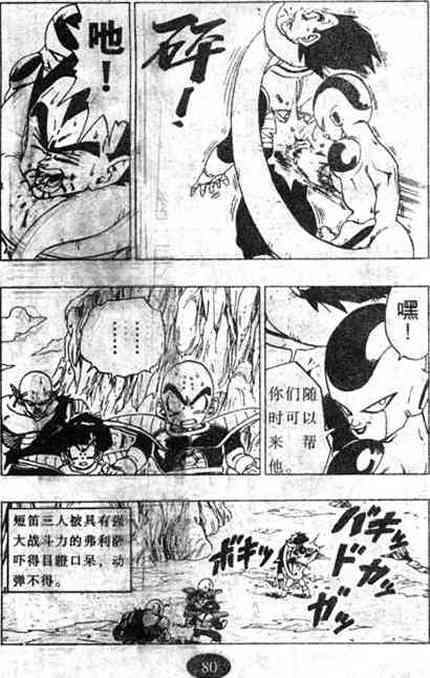 砰！
啪！
嘿！
你们随
时可以
来 帮
他。
…… ……
短笛三人被具有强
大战斗力的弗利萨
吓得目瞪口呆，动
弹不得。
バキッ
ドカッ
ガッ
ボキッ
80